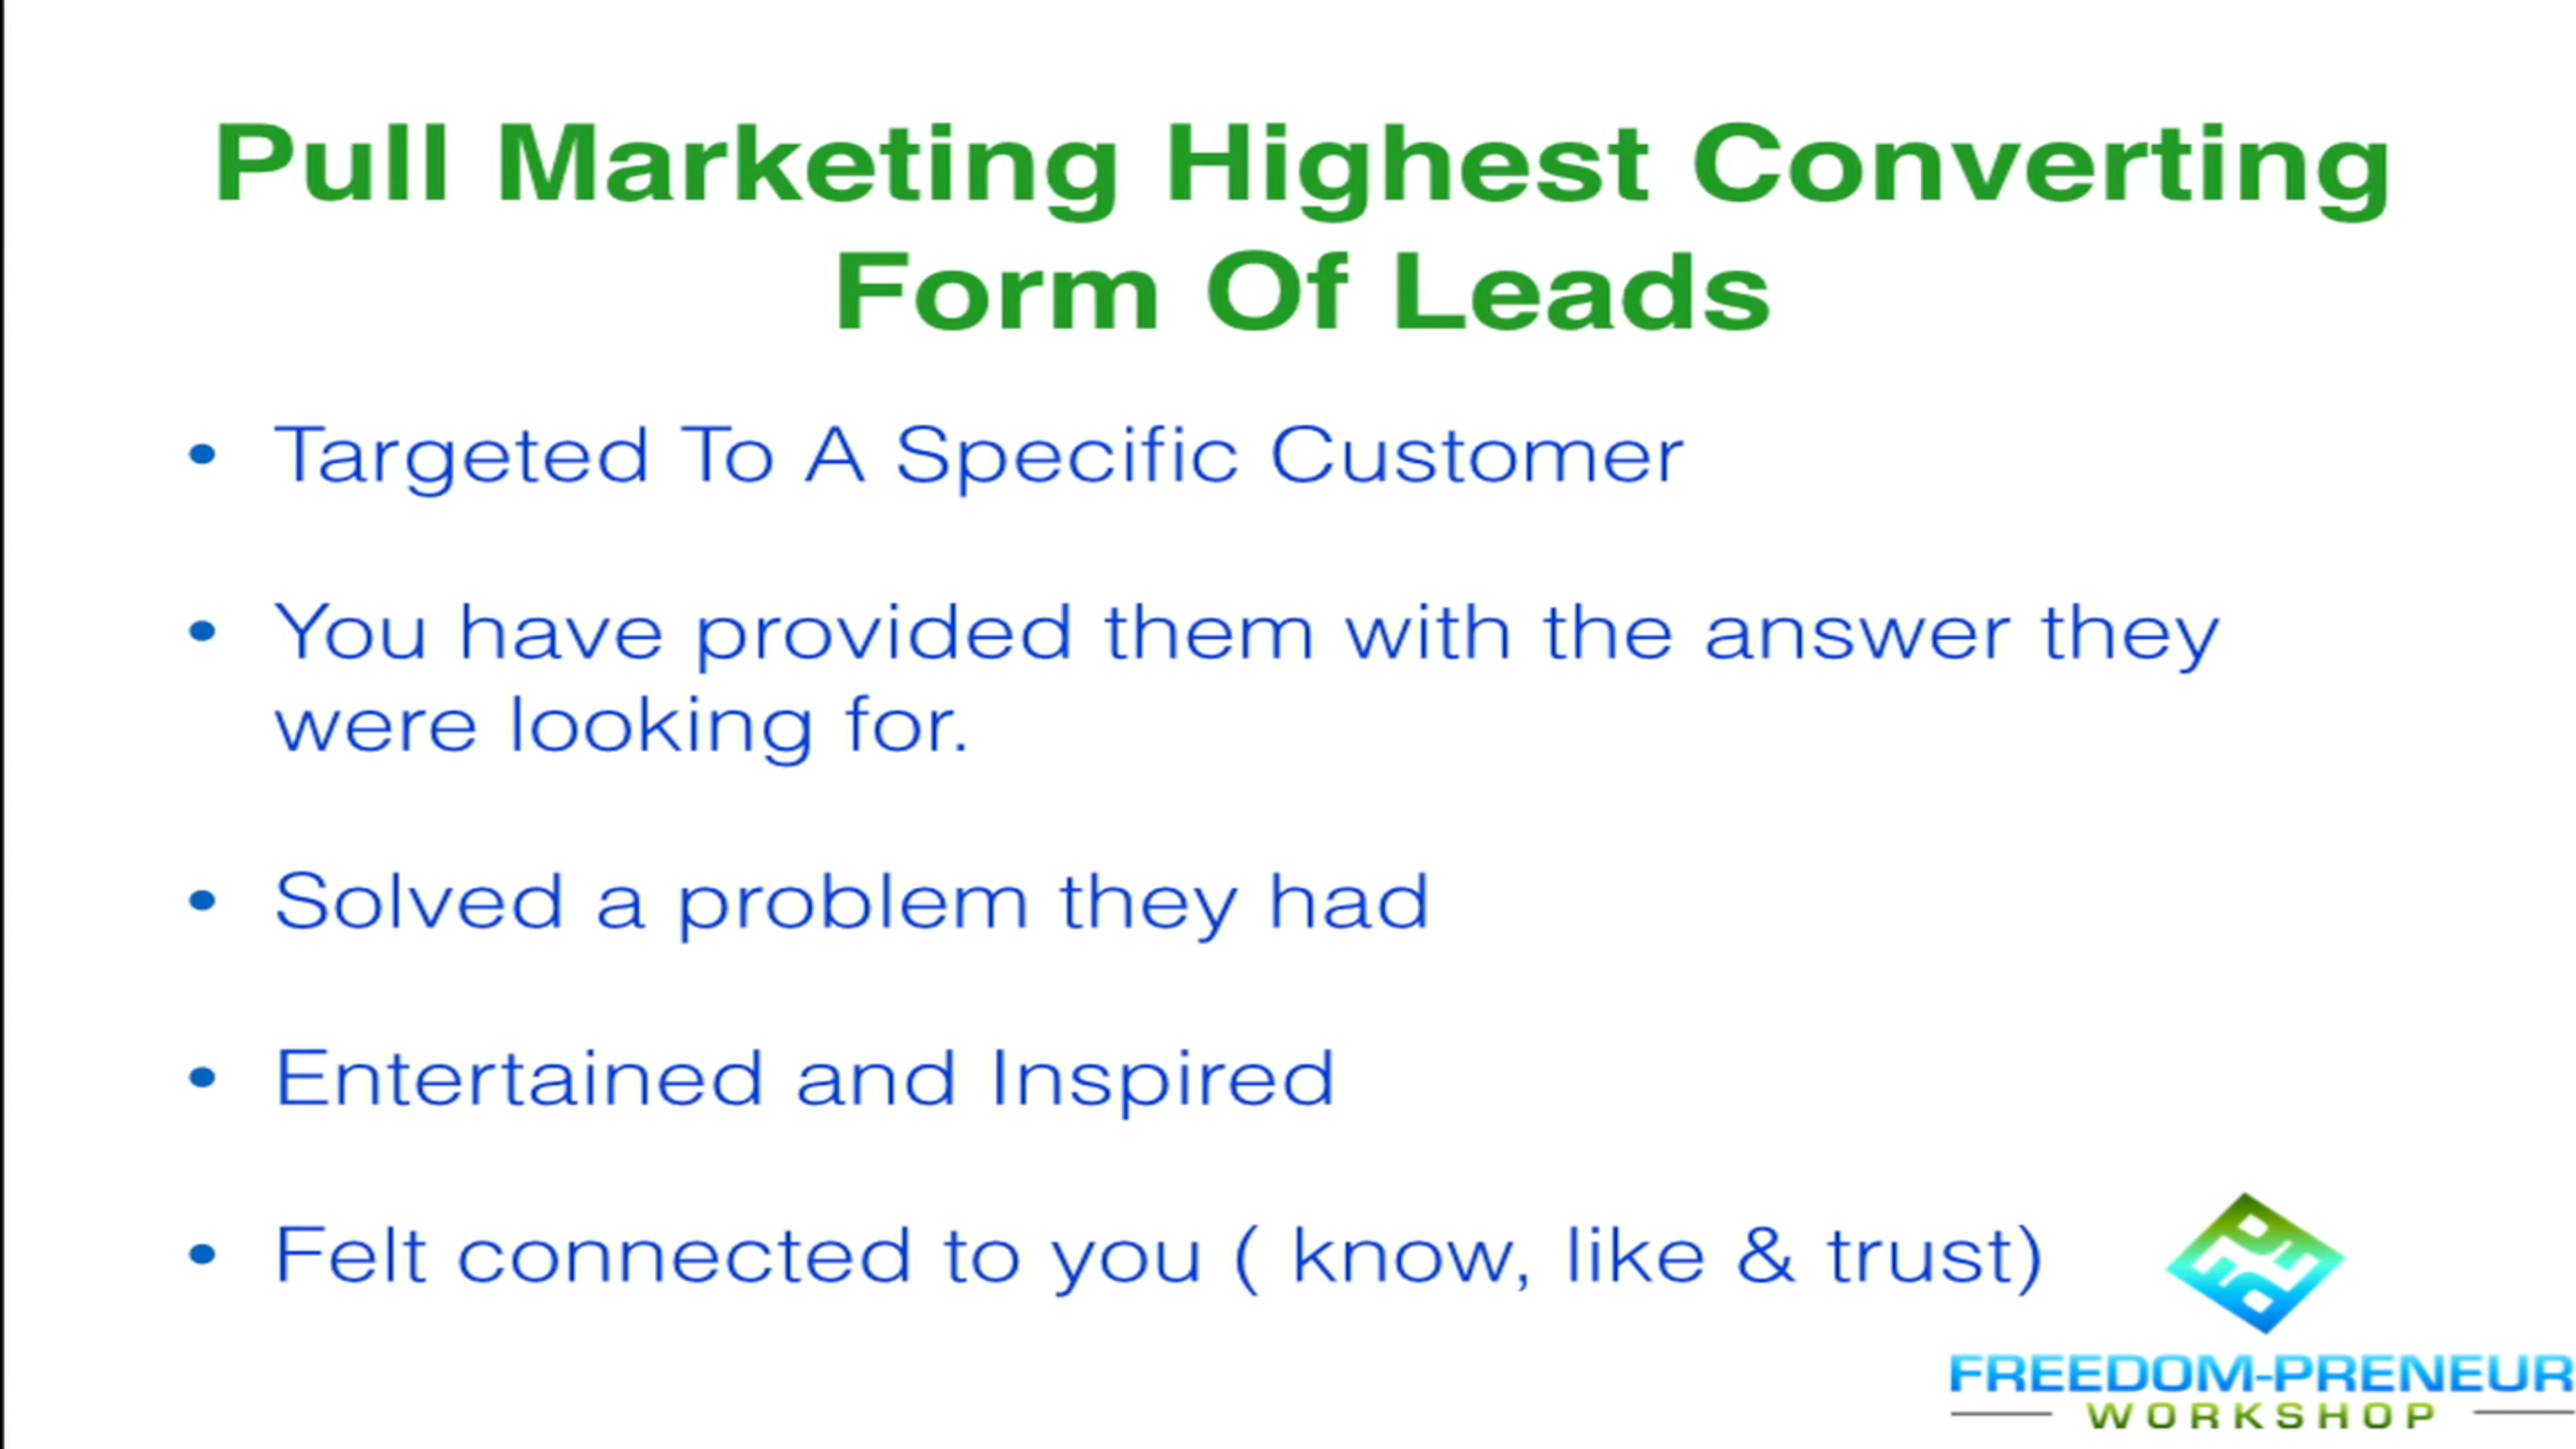 Pull Marketing Highest Converting
Form Of Leads
• Targeted To A Specific Customer
• You have provided them with the answer they
were looking for.
• Solved a problem they had
• Entertained and Inspired
• Felt connected to you ( know, like & trust)
FREEDOM-PRENEUR
WORKSHOP